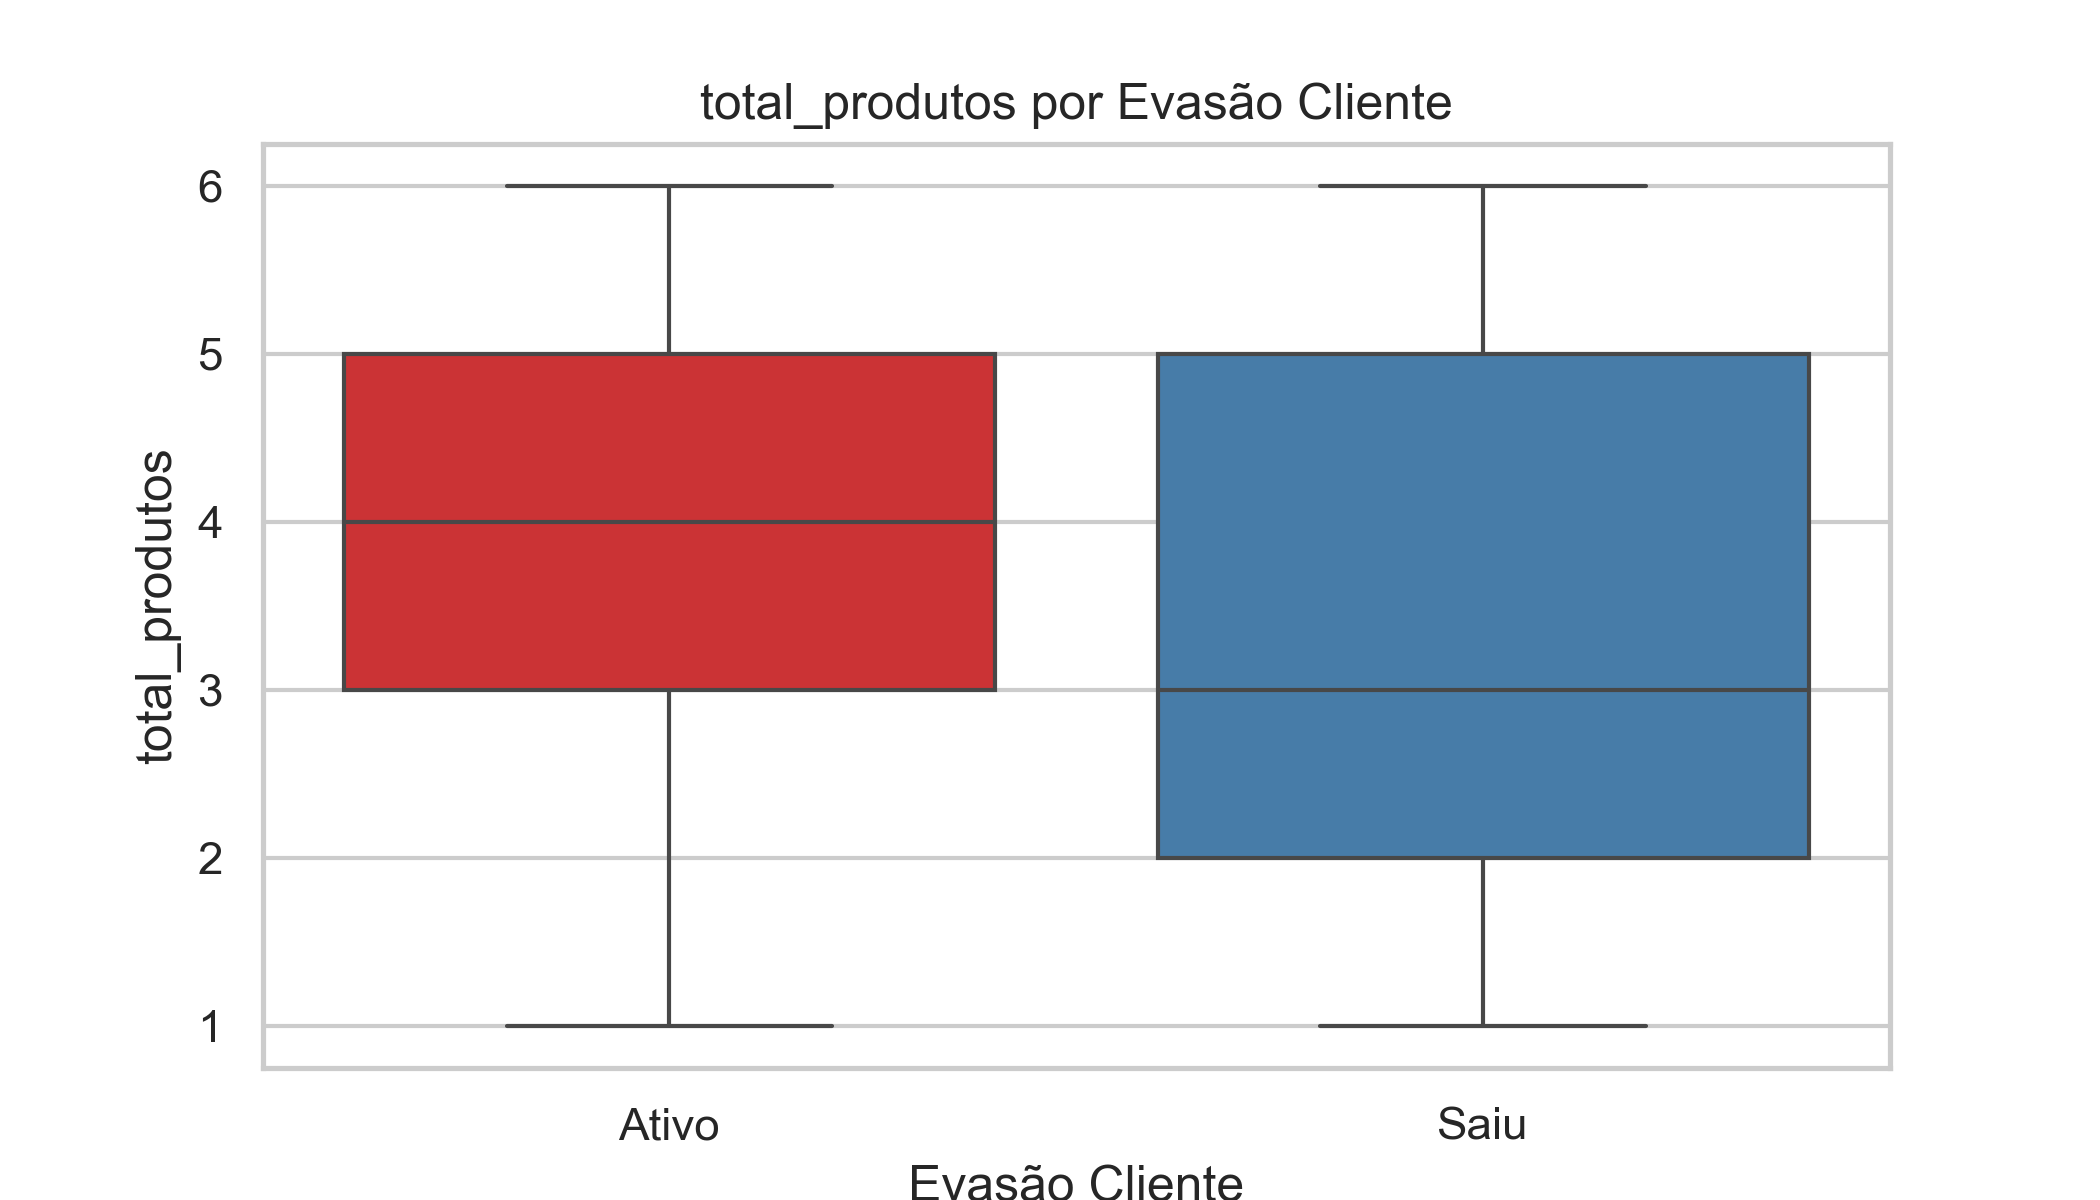 total_produtos por Evasão Cliente
total_produtos
6
5
4
3
2
1
Ativo
Saiu
Evasão Cliente